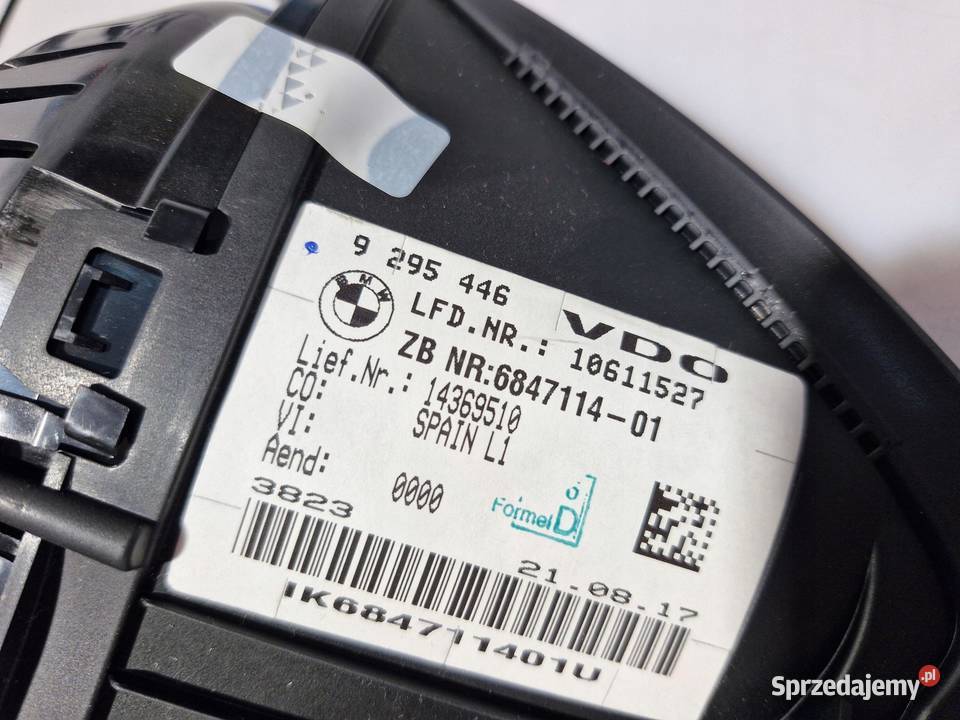 9 295 446
BMW
VDO
LFD.NR.: 10611527
ZB NR:6847114-01
Lief.Nr.: 14369510
CO: SPAIN L1
VI:
Aend: 0000
Formel D
3823
21.08.17
IK684711401U
Sprzedajemy.pl